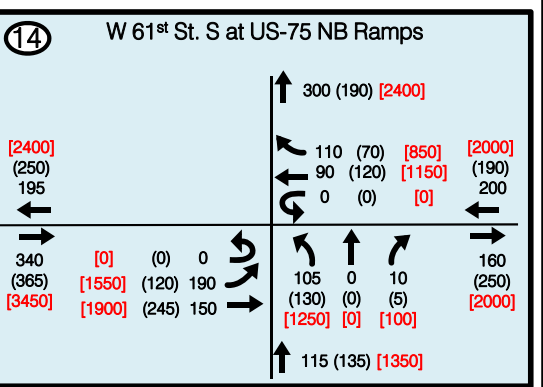 14 W 61st St. S at US-75 NB Ramps
300 (190) [2400]
[2400]
(250)
195
110 (70) [850]
90 (120) [1150]
0 (0) [0]
[2000]
(190)
200
340
(365)
[3450]
[0] (0) 0
[1550] (120) 190
[1900] (245) 150
105 0 10
(130) (0) (5)
[1250] [0] [100]
160
(250)
[2000]
115 (135) [1350]